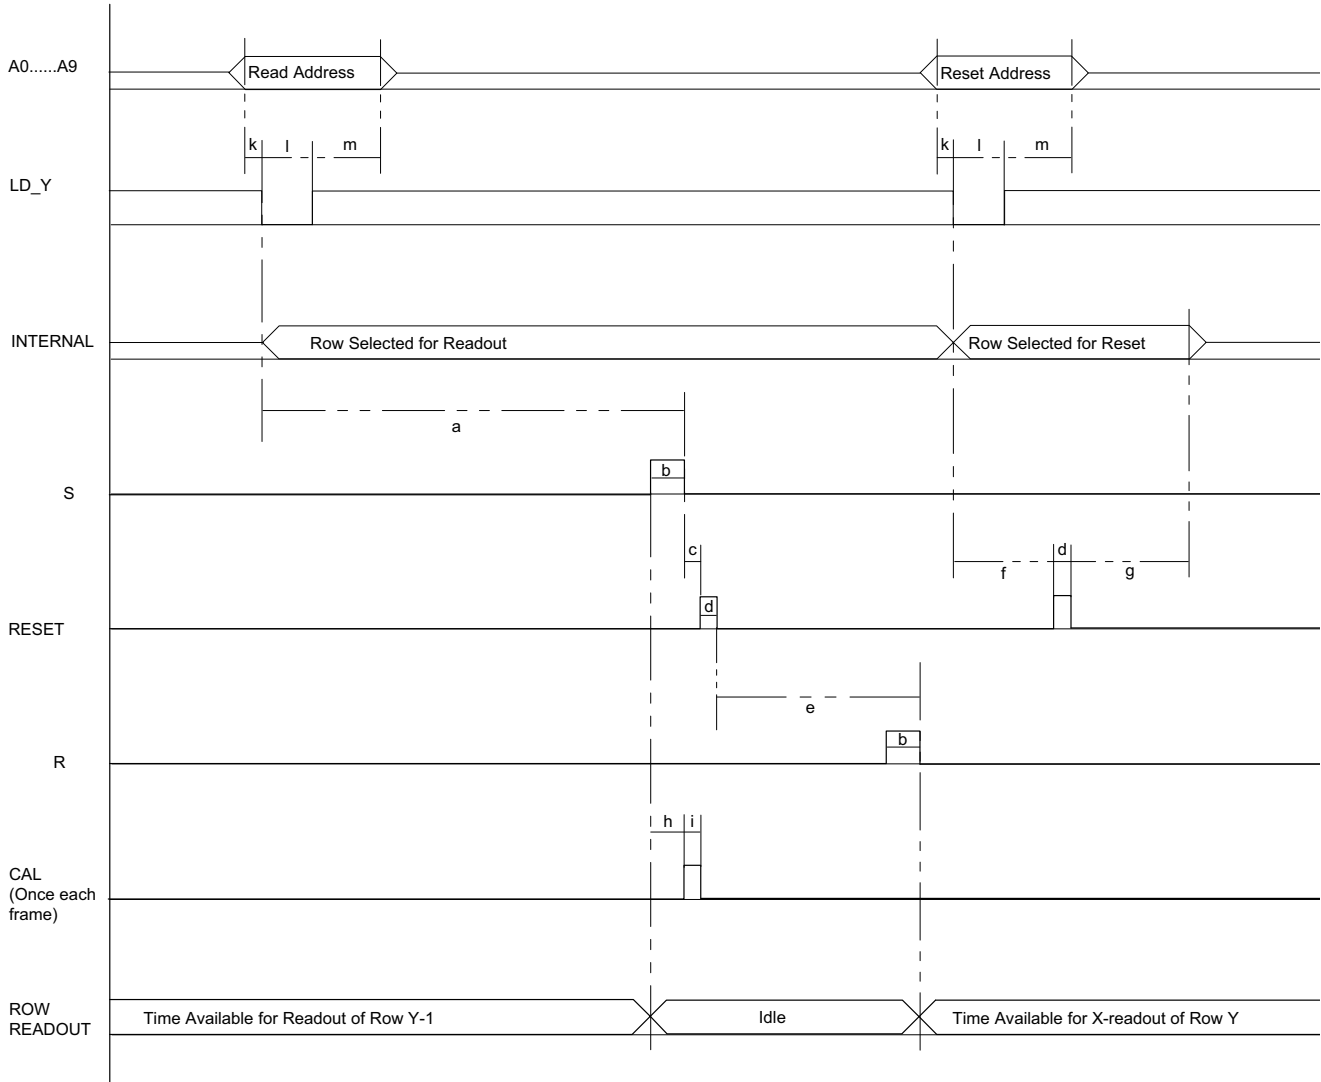 A0......A9
Read Address
Reset Address
k l m
k l m
LD_Y
INTERNAL
Row Selected for Readout
Row Selected for Reset
a
b
S
c
d
f
g
d
RESET
e
b
R
h i
CAL
(Once each
frame)
ROW
READOUT
Time Available for Readout of Row Y-1
Idle
Time Available for X-readout of Row Y